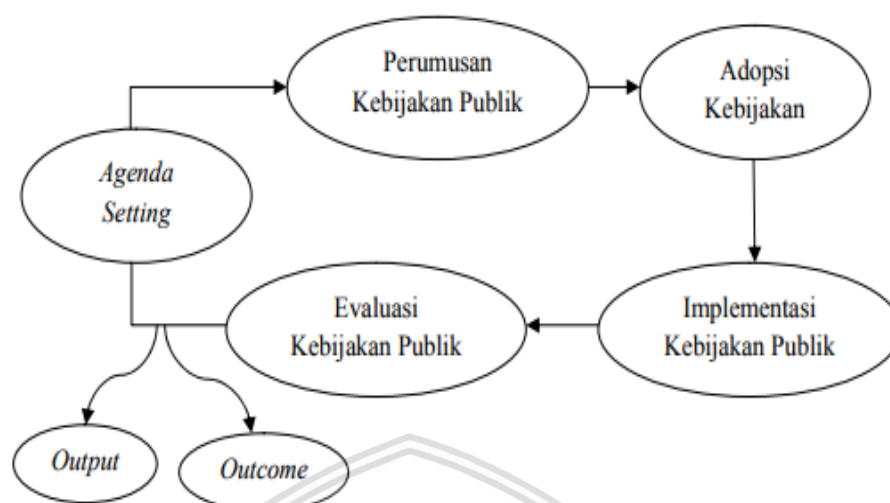 Perumusan
Kebijakan Publik
Adopsi
Kebijakan
Agenda
Setting
Evaluasi
Kebijakan Publik
Implementasi
Kebijakan Publik
Output
Outcome